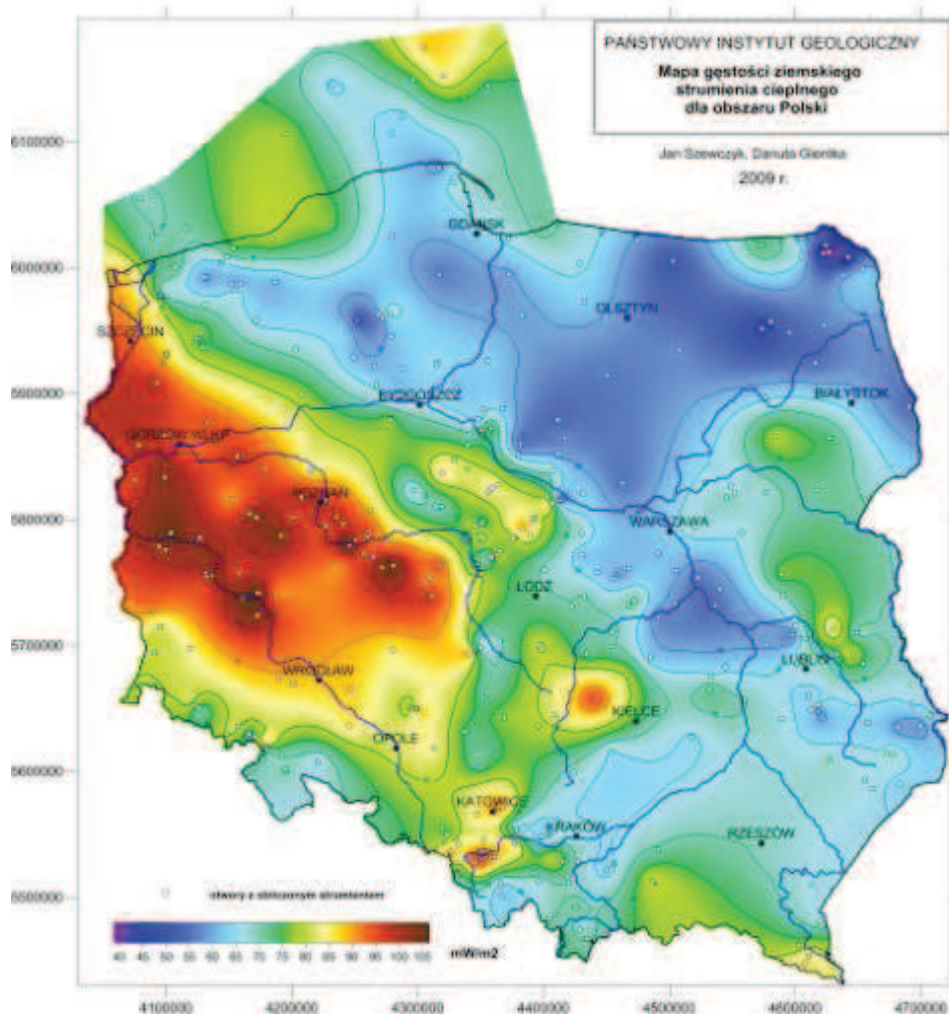 PAŃSTWOWY INSTYTUT GEOLOGICZNY
Mapa gęstości ziemskiego
strumienia cieplnego
dla obszaru Polski
Jan Szewczyk, Danuta Gientka
2009 r.
6100000
GDAŃSK
6000000
OLSZTYN
SZCZECIN
5900000
BYDGOSZCZ
BIAŁYSTOK
GORZÓW WLKP.
POZNAŃ
5800000
WARSZAWA
ŁÓDŹ
5700000
LUBLIN
WROCŁAW
KIELCE
OPOLE
5600000
KATOWICE
KRAKÓW
RZESZÓW
5500000
otwory z obliczonym strumieniem
mW/m2
40 45 50 55 60 65 70 75 80 85 90 95 100 105
4100000 4200000 4300000 4400000 4500000 4600000 4700000